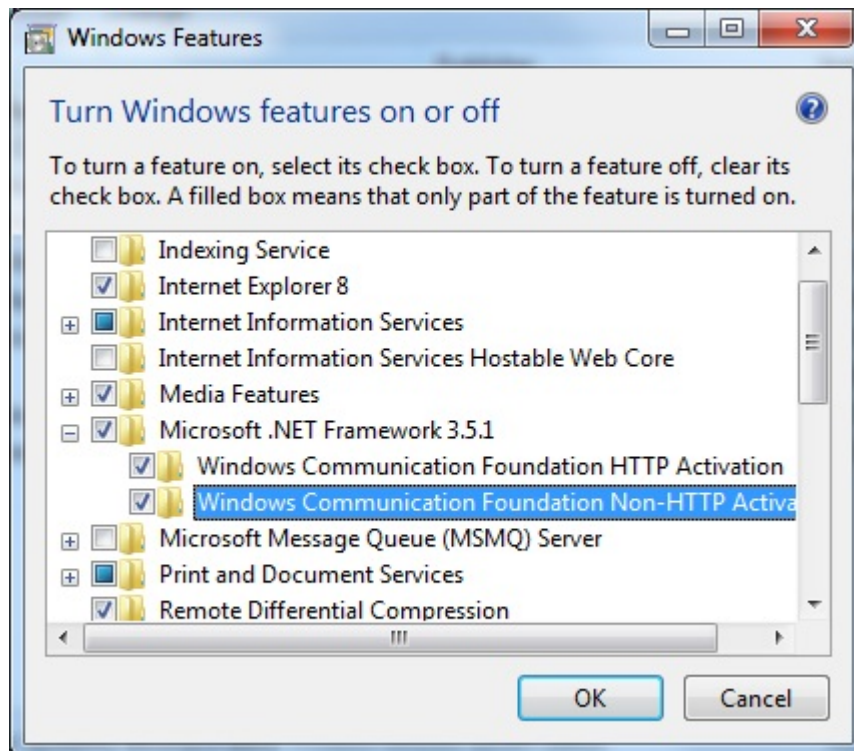 Windows Features
Turn Windows features on or off
To turn a feature on, select its check box. To turn a feature off, clear its
check box. A filled box means that only part of the feature is turned on.
Indexing Service
Internet Explorer 8
Internet Information Services
Internet Information Services Hostable Web Core
Media Features
Microsoft .NET Framework 3.5.1
Windows Communication Foundation HTTP Activation
Windows Communication Foundation Non-HTTP Activa
Microsoft Message Queue (MSMQ) Server
Print and Document Services
Remote Differential Compression
OK Cancel